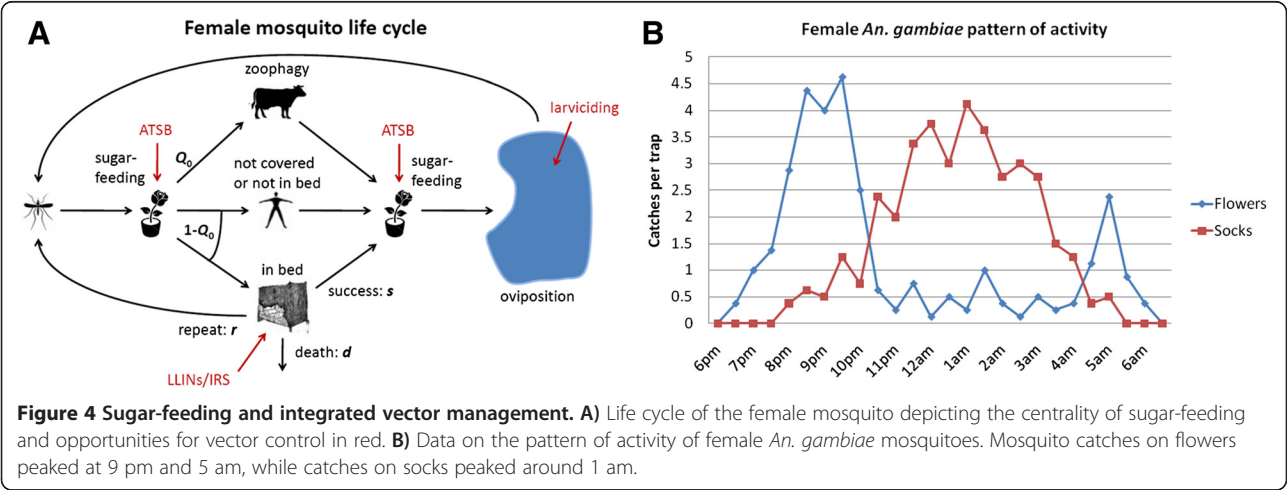 A
Female mosquito life cycle
zoophagy
larviciding
ATSB
ATSB
sugar-
feeding
Q0
not covered
or not in bed
sugar-
feeding
1-Q0
in bed
success: s
oviposition
repeat: r
death: d
LLINs/IRS
B
Female An. gambiae pattern of activity
Catches per trap
5
4.5
4
3.5
3
2.5
2
1.5
1
0.5
0
6pm
7pm
8pm
9pm
10pm
11pm
12am
1am
2am
3am
4am
5am
6am
Flowers
Socks
Figure 4 Sugar-feeding and integrated vector management. A) Life cycle of the female mosquito depicting the centrality of sugar-feeding
and opportunities for vector control in red. B) Data on the pattern of activity of female An. gambiae mosquitoes. Mosquito catches on flowers
peaked at 9 pm and 5 am, while catches on socks peaked around 1 am.